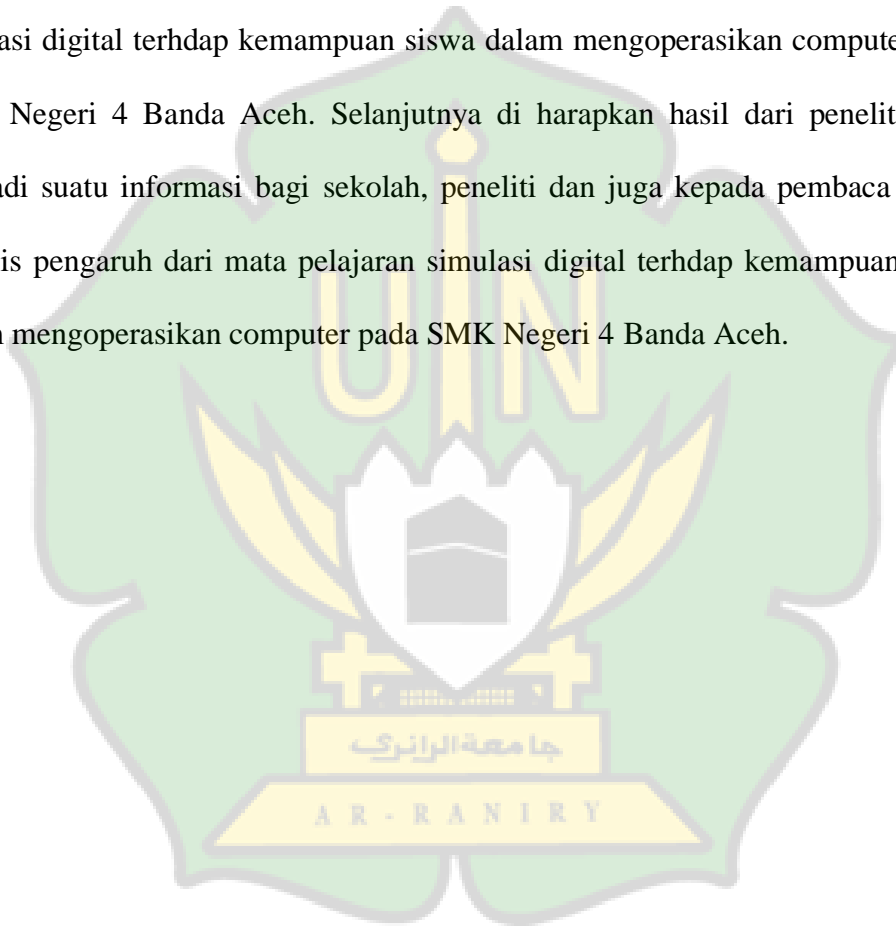 asi digital terhdap kemampuan siswa dalam mengoperasikan compute
Negeri 4 Banda Aceh. Selanjutnya di harapkan hasil dari penelit
adi suatu informasi bagi sekolah, peneliti dan juga kepada pembaca
is pengaruh dari mata pelajaran simulasi digital terhdap kemampuan
n mengoperasikan computer pada SMK Negeri 4 Banda Aceh.
UIN
جامعة الرانري
AR-RANIRY